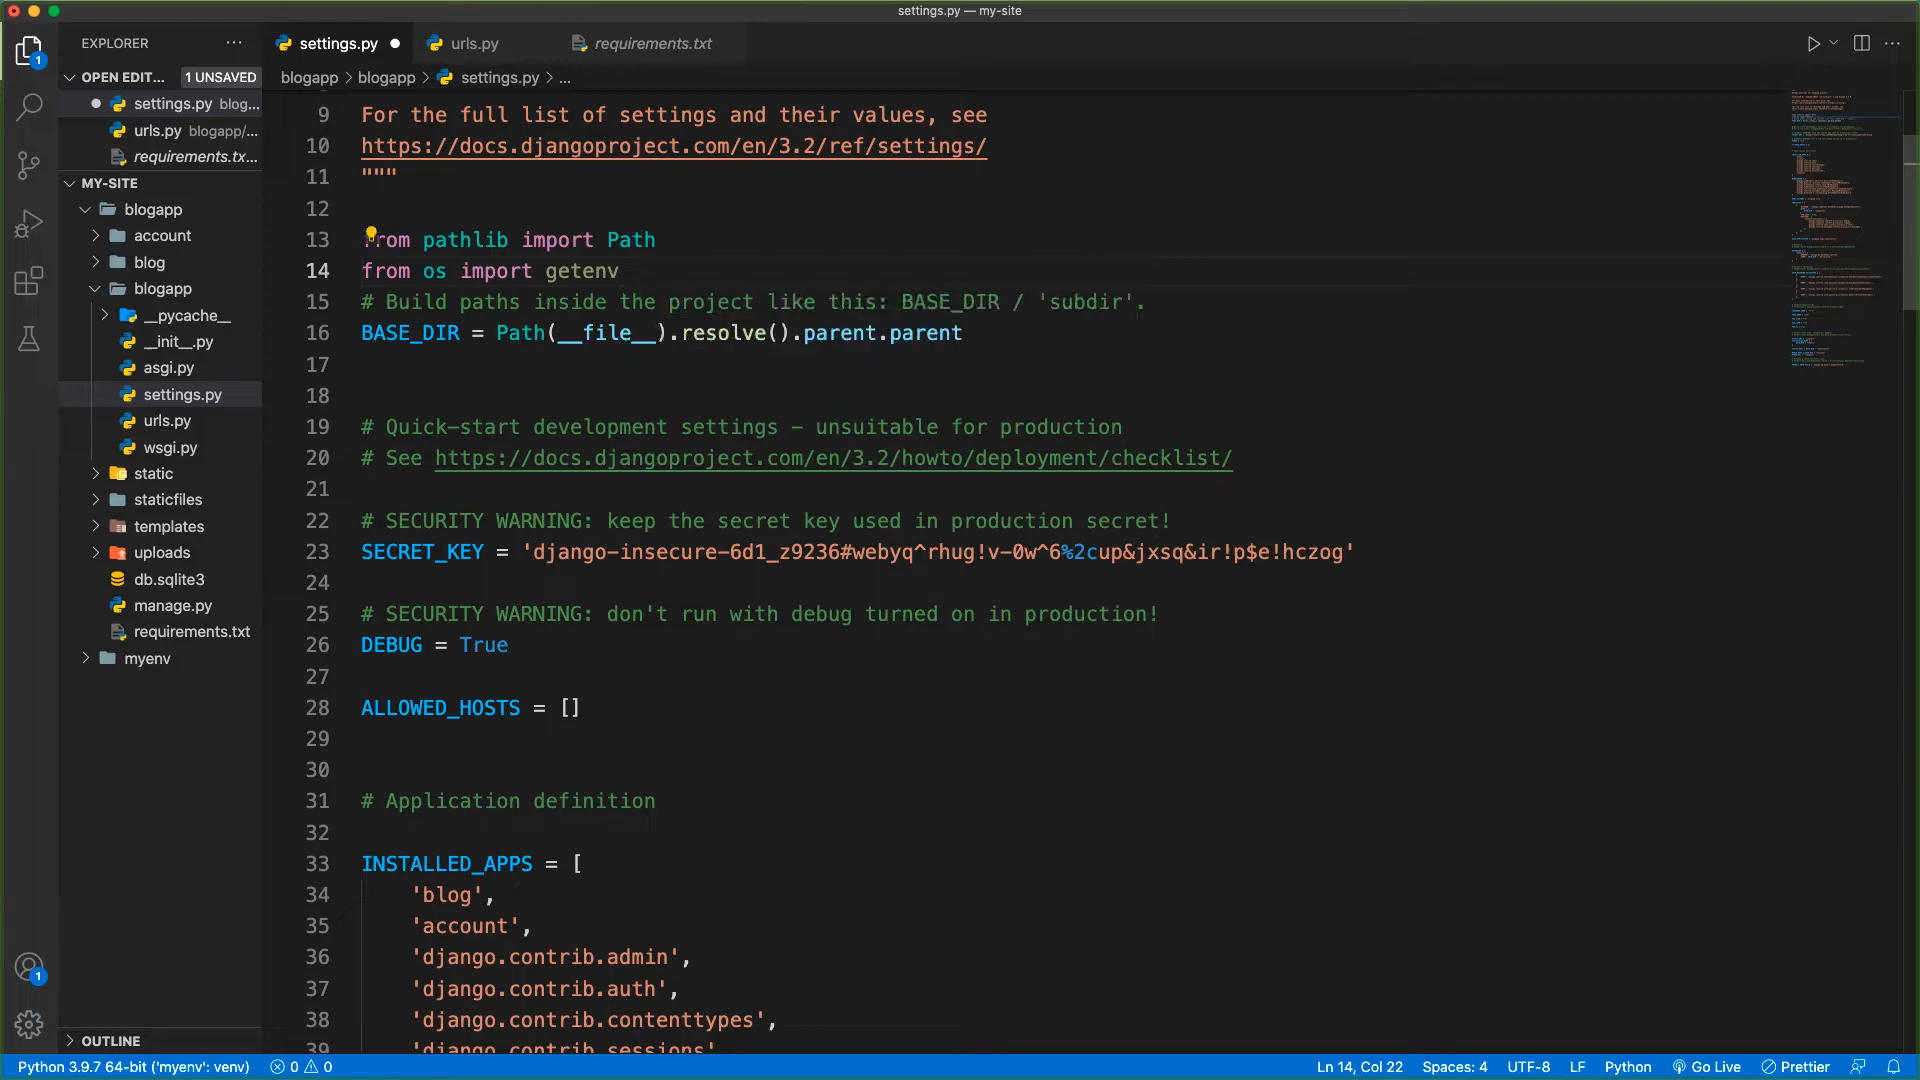 settings.py — my-site
EXPLORER
settings.py
urls.py
requirements.txt
OPEN EDIT... 1 UNSAVED
settings.py blog...
urls.py blogapp/...
requirements.tx...
MY-SITE
blogapp
account
blog
blogapp
__pycache__
__init__.py
asgi.py
settings.py
urls.py
wsgi.py
static
staticfiles
templates
uploads
db.sqlite3
manage.py
requirements.txt
myenv
OUTLINE
1
1
blogapp > blogapp > settings.py > ...
9 For the full list of settings and their values, see
10 https://docs.djangoproject.com/en/3.2/ref/settings/
11 """
12
13 from pathlib import Path
14 from os import getenv
15 # Build paths inside the project like this: BASE_DIR / 'subdir'.
16 BASE_DIR = Path(__file__).resolve().parent.parent
17
18
19 # Quick-start development settings - unsuitable for production
20 # See https://docs.djangoproject.com/en/3.2/howto/deployment/checklist/
21
22 # SECURITY WARNING: keep the secret key used in production secret!
23 SECRET_KEY = 'django-insecure-6d1_z9236#webyq^rhug!v-0w^6%2cup&jxsq&ir!p$e!hczog'
24
25 # SECURITY WARNING: don't run with debug turned on in production!
26 DEBUG = True
27
28 ALLOWED_HOSTS = []
29
30
31 # Application definition
32
33 INSTALLED_APPS = [
34 'blog',
35 'account',
36 'django.contrib.admin',
37 'django.contrib.auth',
38 'django.contrib.contenttypes',
39 'django.contrib.sessions'
Python 3.9.7 64-bit ('myenv': venv) 0 0 Ln 14, Col 22 Spaces: 4 UTF-8 LF Python Go Live Prettier